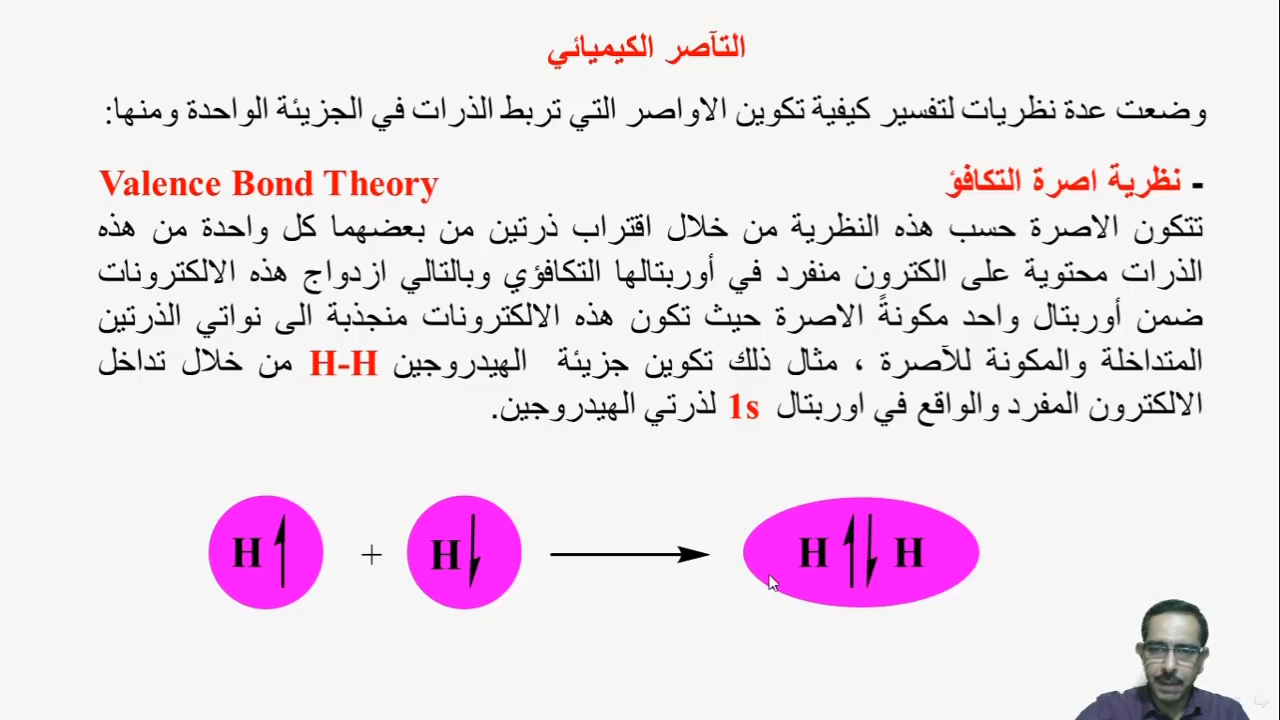 التآصر الكيميائي
وضعت عدة نظريات لتفسير كيفية تكوين الاواصر التي تربط الذرات في الجزيئة الواحدة ومنها:
- نظرية اصرة التكافؤ Valence Bond Theory
تتكون الاصرة حسب هذه النظرية من خلال اقتراب ذرتين من بعضهما كل واحدة من هذه
الذرات محتوية على الكترون منفرد في أوربتالها التكافؤي وبالتالي ازدواج هذه الالكترونات
ضمن أوربتال واحد مكونةً الاصرة حيث تكون هذه الالكترونات منجذبة الى نواتي الذرتين
المتداخلة والمكونة للآصرة ، مثال ذلك تكوين جزيئة الهيدروجين H-H من خلال تداخل
الالكترون المفرد والواقع في اوربتال 1s لذرتي الهيدروجين.
H + H H H